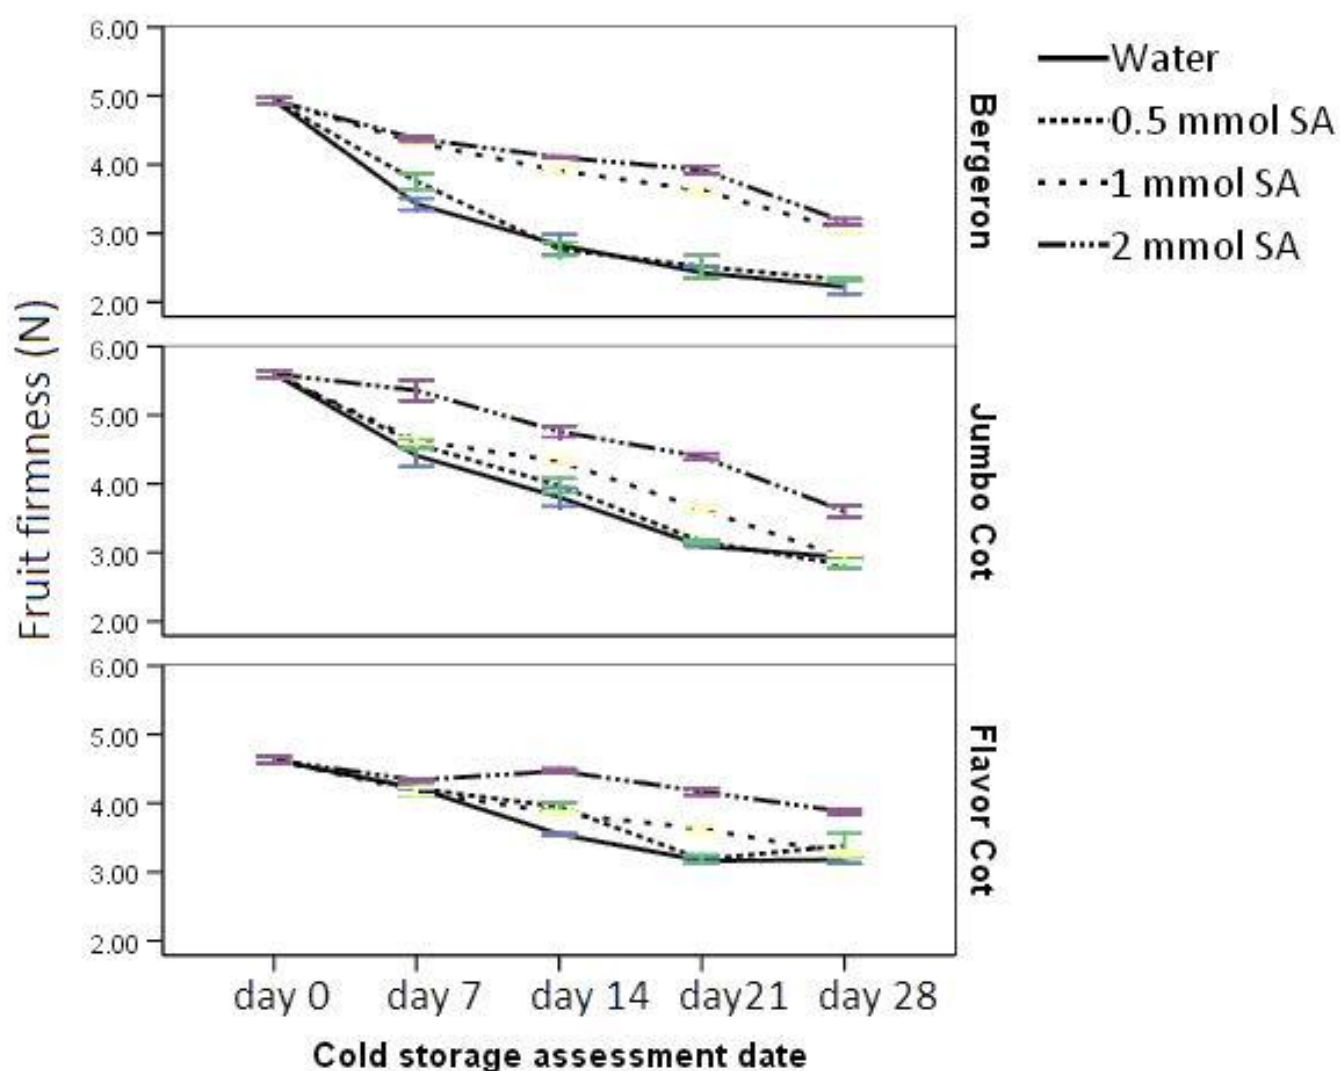 6.00
5.00
4.00
3.00
2.00
Bergeron
Water
0.5 mmol SA
1 mmol SA
2 mmol SA
Fruit firmness (N)
6.00
5.00
4.00
3.00
2.00
Jumbo Cot
6.00
5.00
4.00
3.00
2.00
Flavor Cot
day 0 day 7 day 14 day21 day 28
Cold storage assessment date